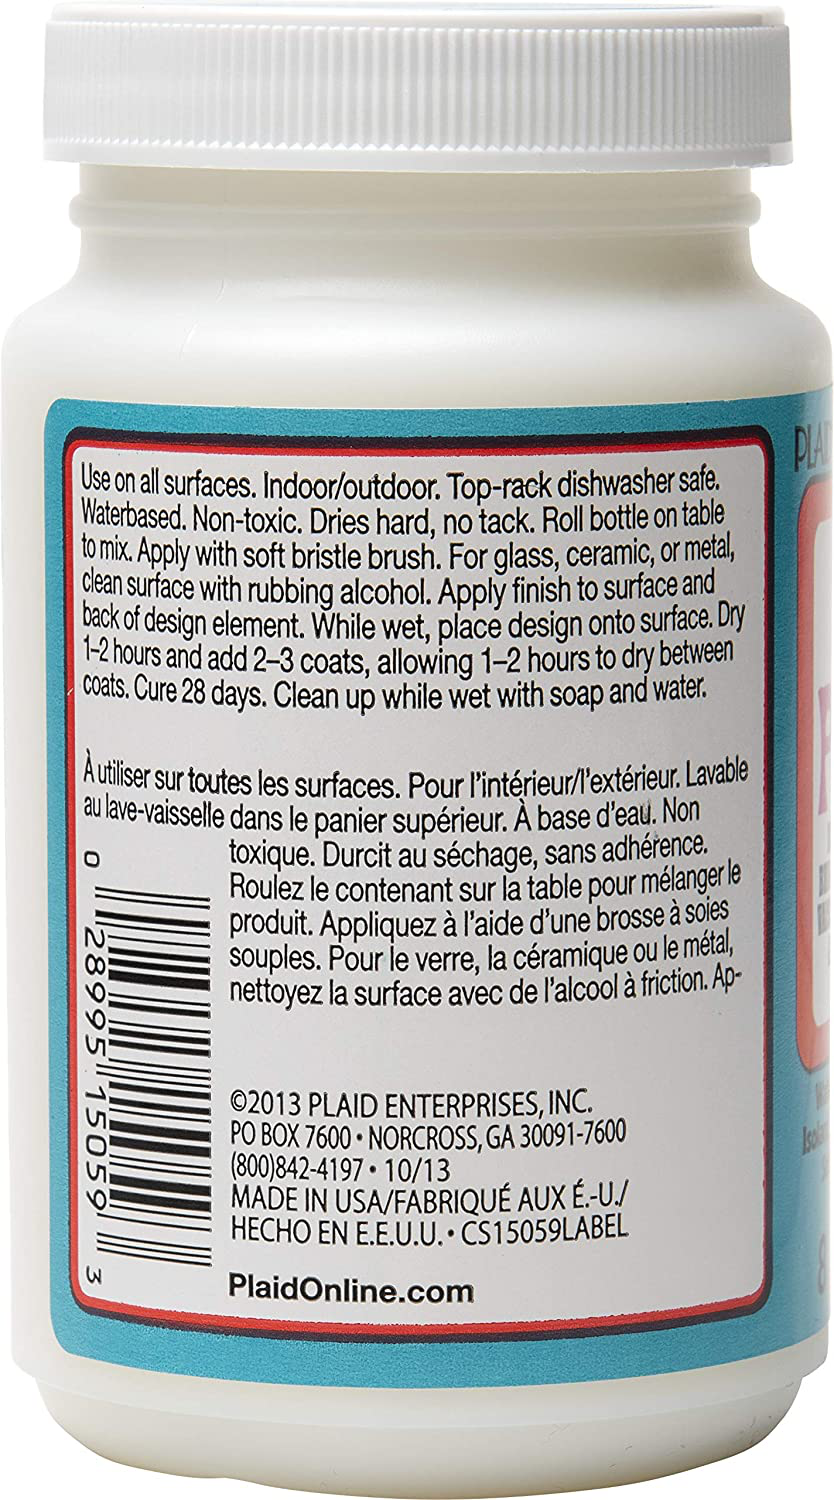 Use on all surfaces. Indoor/outdoor. Top-rack dishwasher safe.
Waterbased. Non-toxic. Dries hard, no tack. Roll bottle on table
to mix. Apply with soft bristle brush. For glass, ceramic, or metal,
clean surface with rubbing alcohol. Apply finish to surface and
back of design element. While wet, place design onto surface. Dry
1–2 hours and add 2–3 coats, allowing 1–2 hours to dry between
coats. Cure 28 days. Clean up while wet with soap and water.
À utiliser sur toutes les surfaces. Pour l'intérieur/l'extérieur. Lavable
au lave-vaisselle dans le panier supérieur. À base d'eau. Non
toxique. Durcit au séchage, sans adhérence.
Roulez le contenant sur la table pour mélanger le
produit. Appliquez à l'aide d'une brosse à soies
souples. Pour le verre, la céramique ou le métal,
nettoyez la surface avec de l'alcool à friction. Ap-
0 28995 15059 3
©2013 PLAID ENTERPRISES, INC.
PO BOX 7600 • NORCROSS, GA 30091-7600
(800)842-4197 • 10/13
MADE IN USA/FABRIQUÉ AUX É.-U./
HECHO EN E.E.U.U. • CS15059LABEL
PlaidOnline.com